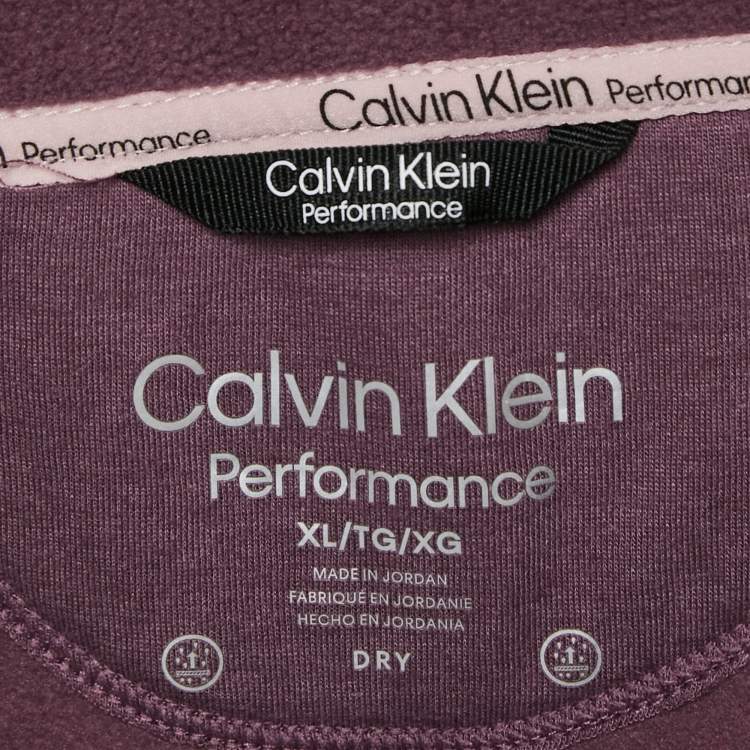 Calvin Klein Performan
Performance
Calvin Klein
Performance
Calvin Klein
Performance
XL/TG/XG
MADE IN JORDAN
FABRIQUÉ EN JORDANIE
HECHO EN JORDANIA
DRY